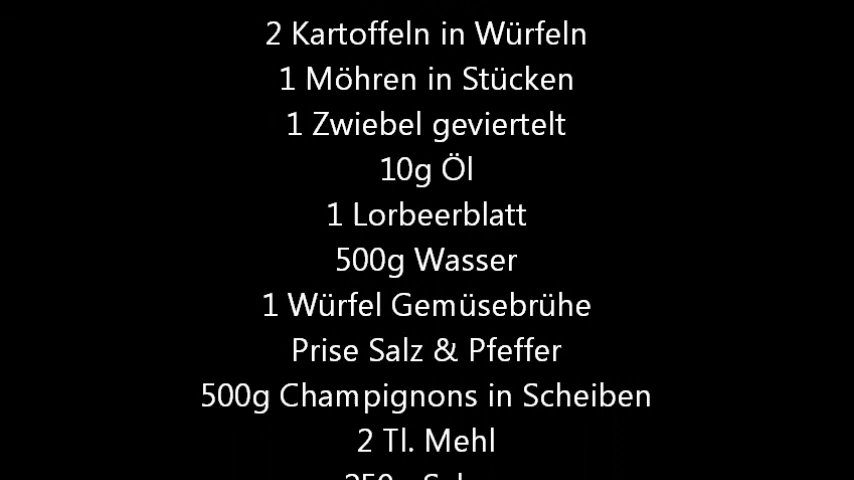 2 Kartoffeln in Würfeln
1 Möhren in Stücken
1 Zwiebel geviertelt
10g Öl
1 Lorbeerblatt
500g Wasser
1 Würfel Gemüsebrühe
Prise Salz & Pfeffer
500g Champignons in Scheiben
2 Tl. Mehl